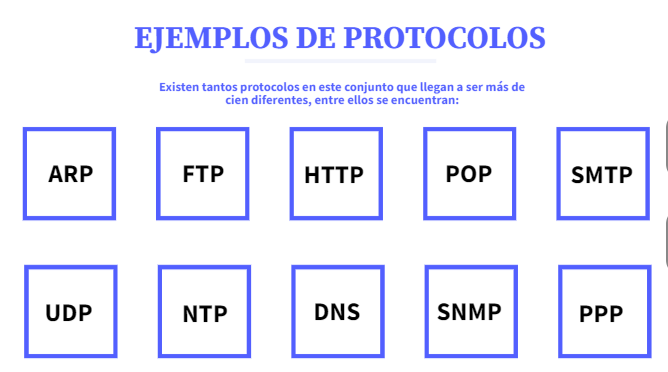 EJEMPLOS DE PROTOCOLOS
Existen tantos protocolos en este conjunto que llegan a ser más de
cien diferentes, entre ellos se encuentran:
ARP
FTP
HTTP
POP
SMTP
UDP
NTP
DNS
SNMP
PPP